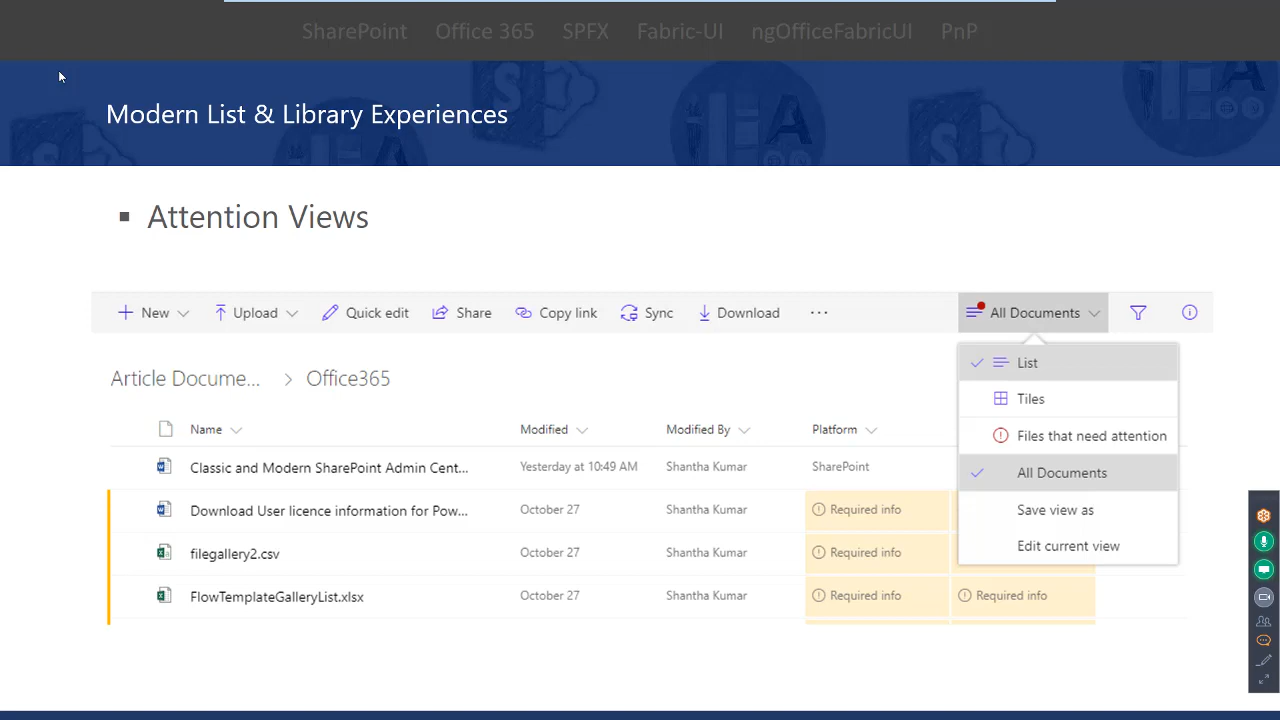 SharePoint Office 365 SPFX Fabric-UI ngOfficeFabricUI PnP
Modern List & Library Experiences
▪ Attention Views
New Upload Quick edit Share Copy link Sync Download ... All Documents
List
Article Docume... > Office365
Tiles
Name Modified Modified By Platform
Files that need attention
Classic and Modern SharePoint Admin Cent... Yesterday at 10:49 AM Shantha Kumar SharePoint
All Documents
Download User licence information for Pow... October 27 Shantha Kumar Required info
Save view as
filegallery2.csv October 27 Shantha Kumar Required info
Edit current view
FlowTemplateGalleryList.xlsx October 27 Shantha Kumar Required info Required info